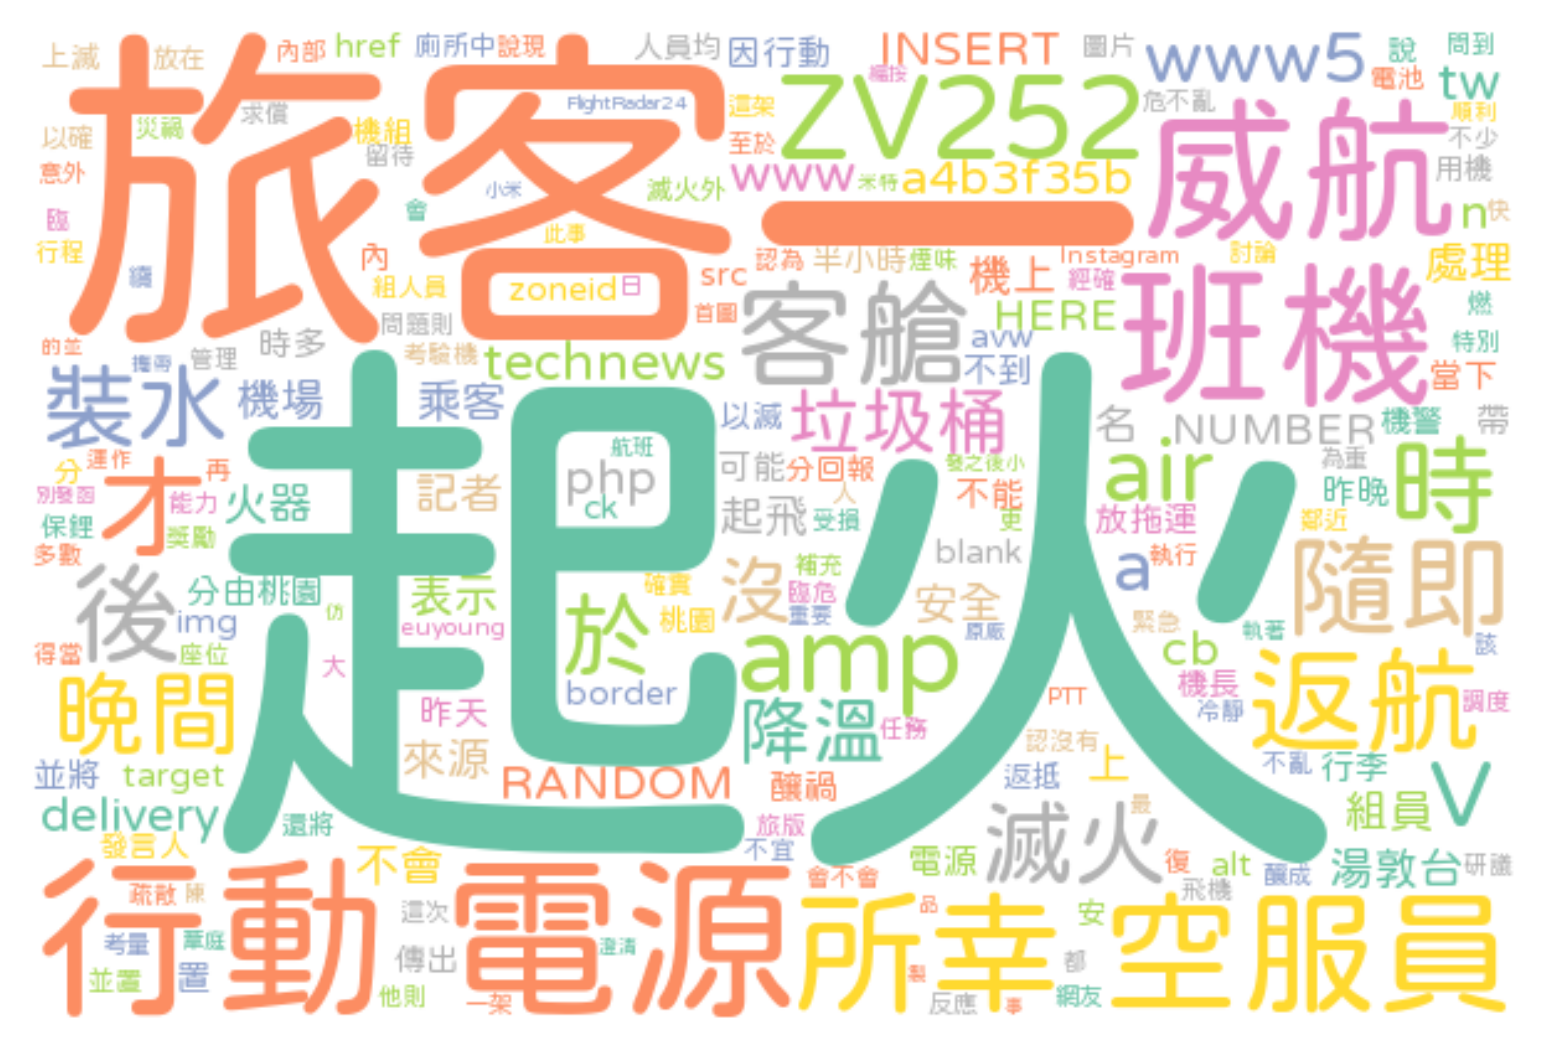 上滅 放在 內部 href 廁所中 說現 人員均 因行動 INSERT 圖片 www5 說 問到
旅客 FlightRadar24 編按 ZV252 電池 tw
以確 災禍 求償 機組 留待 這架 至於 危不亂 威航 順利 不少
意外 小米 滅火外 www 米特 a4b3f35b 用機
臨 會 此事 一 n 快
行程 續 內 組人員 zoneid 日 src 認為 半小時 煙味 機上 Instagram 經確 討論 處理
首圖 客艙 HERE 班機 燃
的並 管理 時多 問題則 考驗機 technews avw 不到 特別 當下
裝水 攜帶 機場 乘客 起火 以滅 垃圾桶 名 NUMBER 機警 帶
分 運作 再 航班 php ck 可能 分回報 發之後小 air 為重 時
別發函 才 能力 火器 記者 起飛 人 受損 不能 更 放拖運 昨晚 鄰近
保鋰 多數 獎勵 blank a 執行 隨即
後 分由桃園 仿 表示 於 確實 沒 補充 臨危 重要 安全 緊急 執著
img euyoung 桃園 原廠 cb 該
得當 座位 大 amp 機長 返航
晚間 昨天 border 降溫 任務 PTT 冷靜 調度
並將 target 來源 RANDOM 釀禍 認沒有 返抵 上 不亂 行李 V
delivery 還將 旅版 最 組員
發言人 不會 不宜 會不會 電源 滅火 復 alt 釀成 湯敦台 研議
行動 疏散 陳 這次 電源 所幸 品 飛機 安 空服員
考量 葦庭 傳出 澄清 都
並置 置 他則 一架 製 反應 事 網友